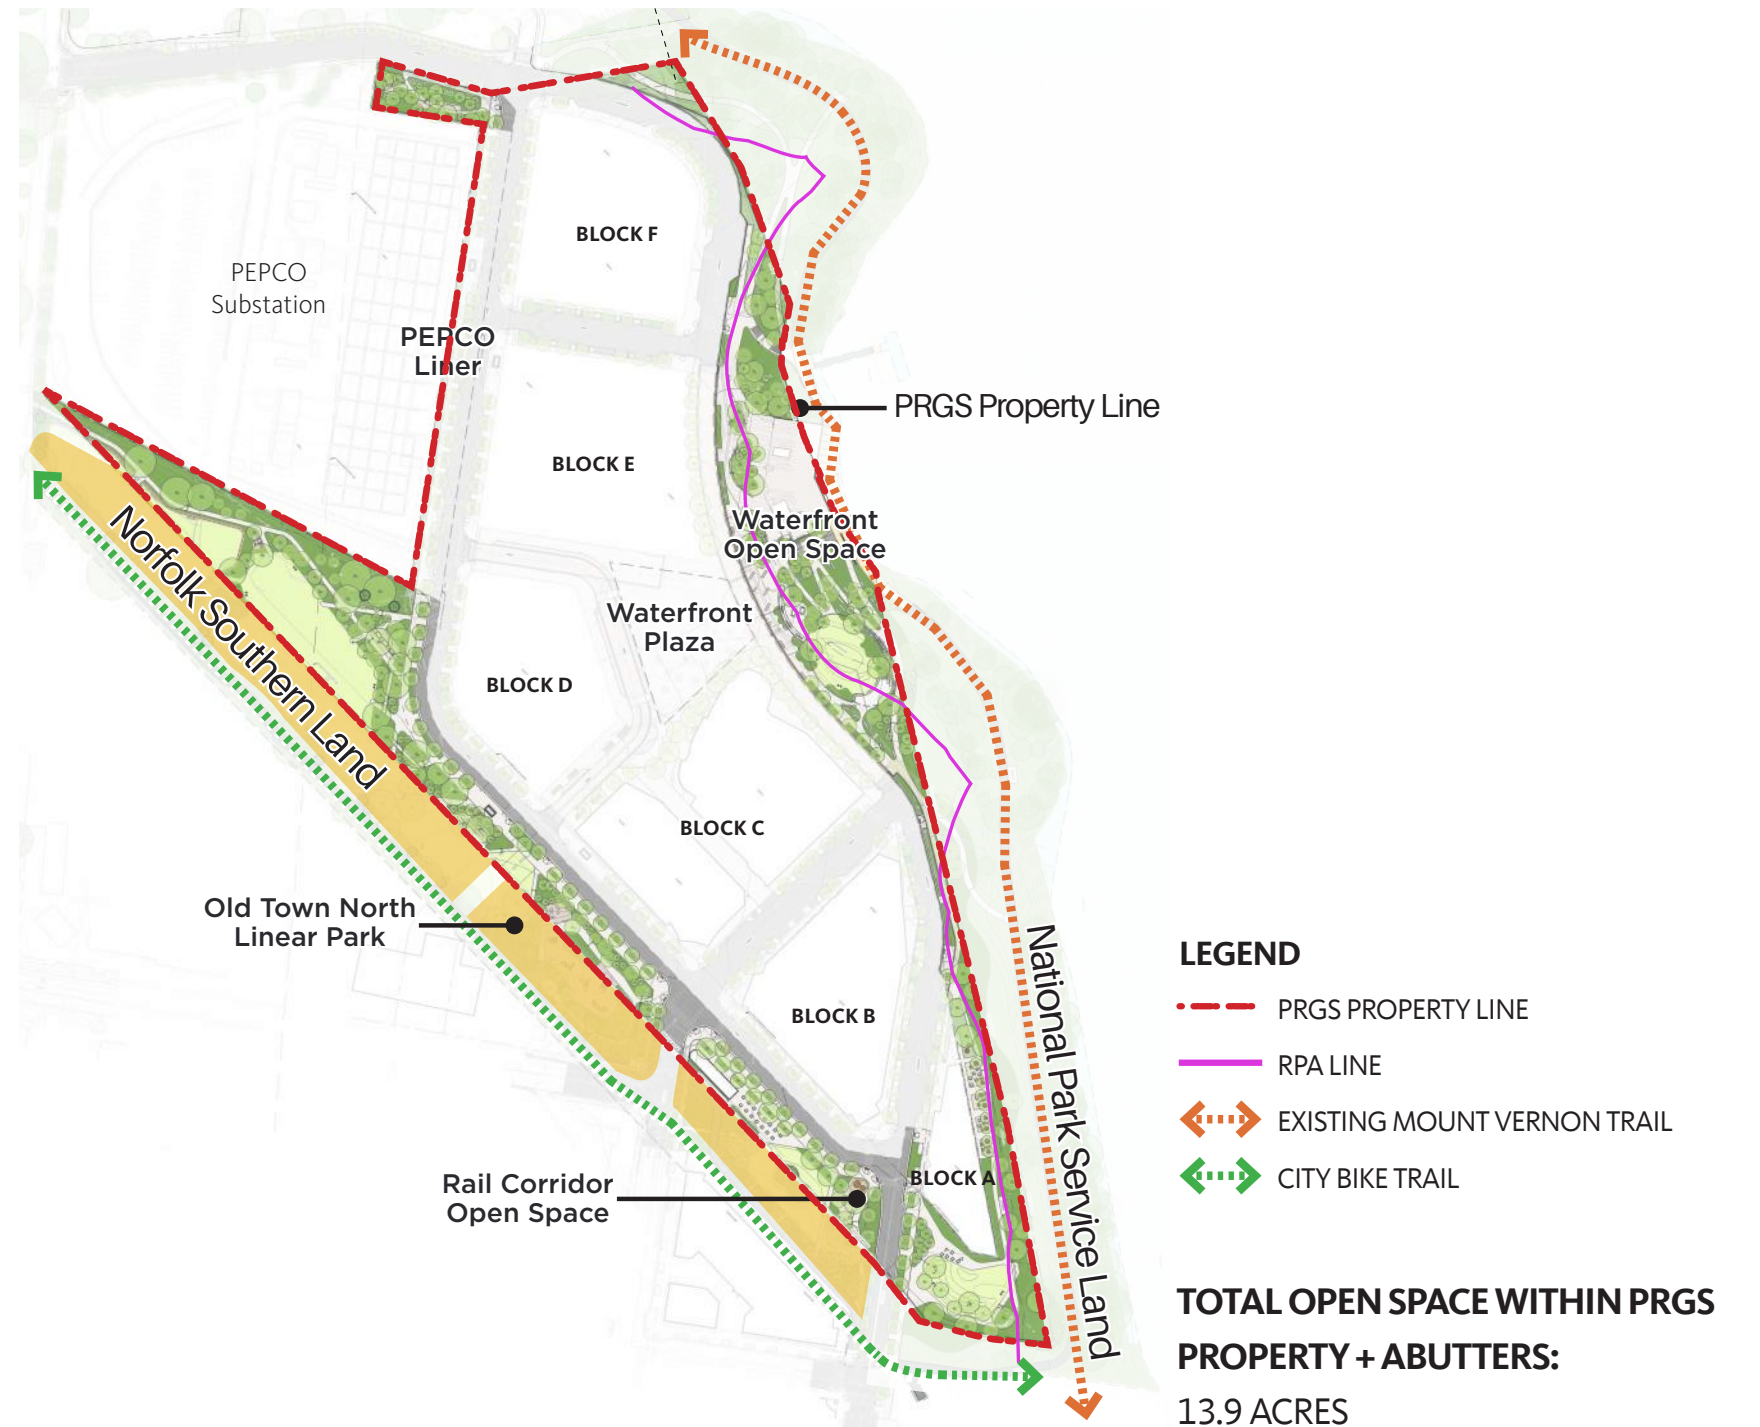 BLOCK F
PEPCO
Substation
PEPCO
Liner
PRGS Property Line
BLOCK E
Waterfront
Open Space
Norfolk Southern Land
Waterfront
Plaza
BLOCK D
BLOCK C
Old Town North
Linear Park
BLOCK B
National Park Service Land
Rail Corridor
Open Space
BLOCK A
LEGEND
PRGS PROPERTY LINE
RPA LINE
EXISTING MOUNT VERNON TRAIL
CITY BIKE TRAIL
TOTAL OPEN SPACE WITHIN PRGS
PROPERTY + ABUTTERS:
13.9 ACRES